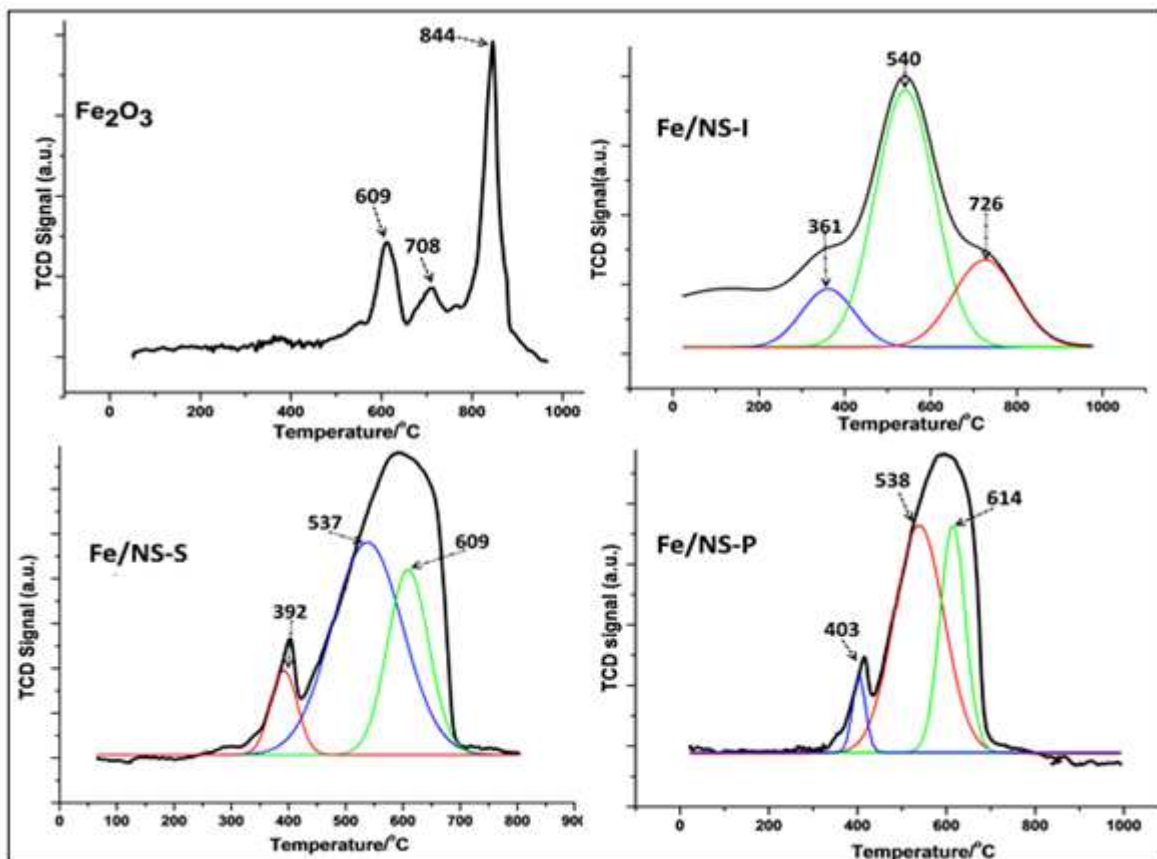 844
Fe2O3
609
708
TCD Signal (a.u.)
0 200 400 600 800 1000
Temperature/°C
540
Fe/NS-I
726
361
TCD Signal(a.u.)
0 200 400 600 800 1000
Temperature/°C
537
Fe/NS-S
609
392
TCD Signal (a.u.)
0 100 200 300 400 500 600 700 800 900
Temperature/°C
538
614
Fe/NS-P
403
TCD signal (a.u.)
0 200 400 600 800 1000
Temperature/°C